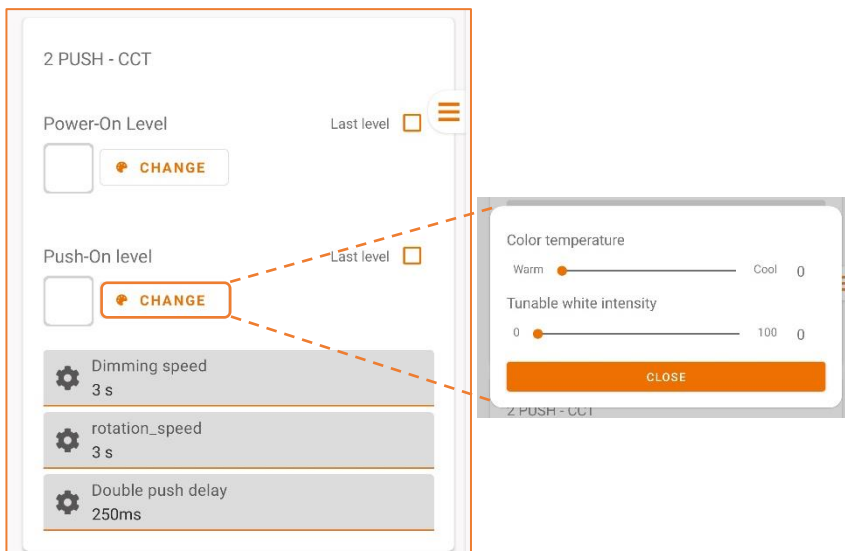 2 PUSH - CCT
Power-On Level
Last level
CHANGE
Push-On level
Last level
CHANGE
Dimming speed
3 s
rotation_speed
3 s
Double push delay
250ms
Color temperature
Warm
Cool
0
Tunable white intensity
0
100
0
CLOSE
2 PUSH - CCT